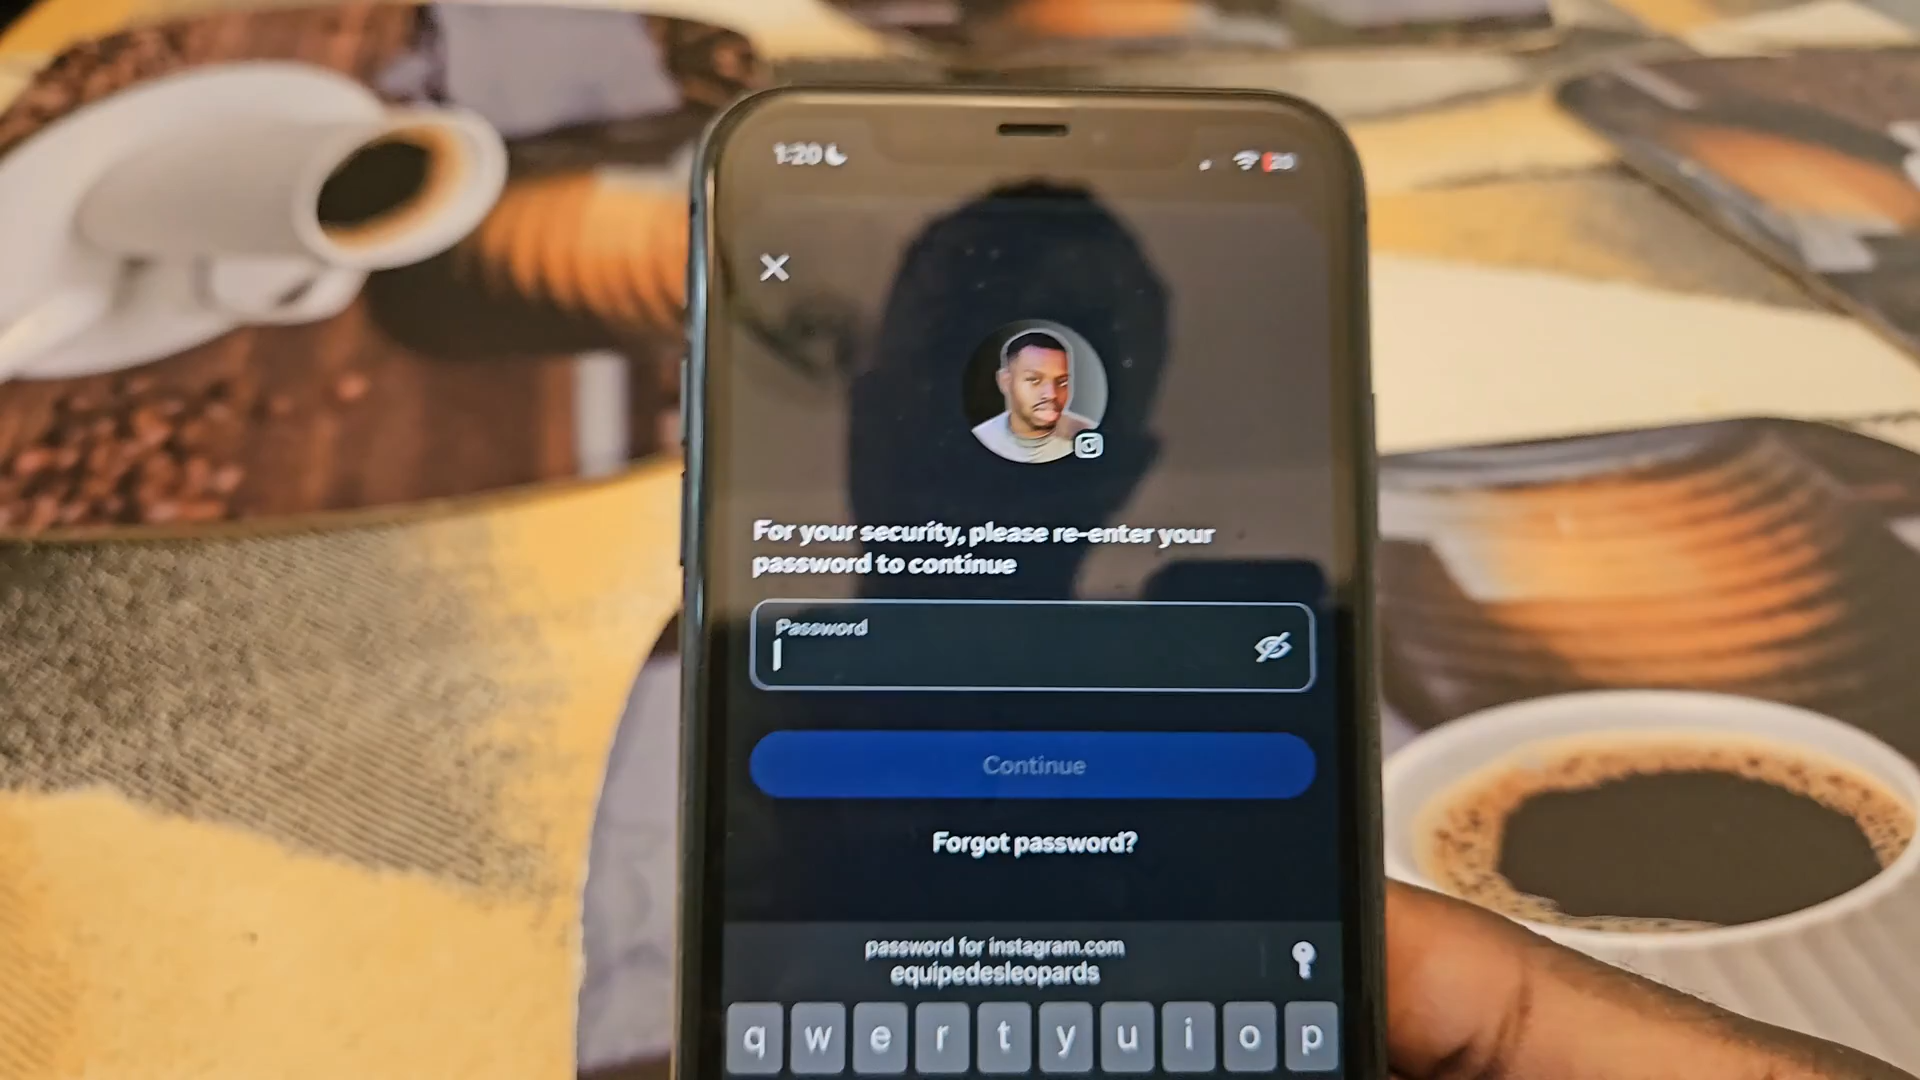 1:20
20
For your security, please re-enter your
password to continue
Password
Continue
Forgot password?
password for instagram.com
equipedesleopards
q w e r t y u i o p